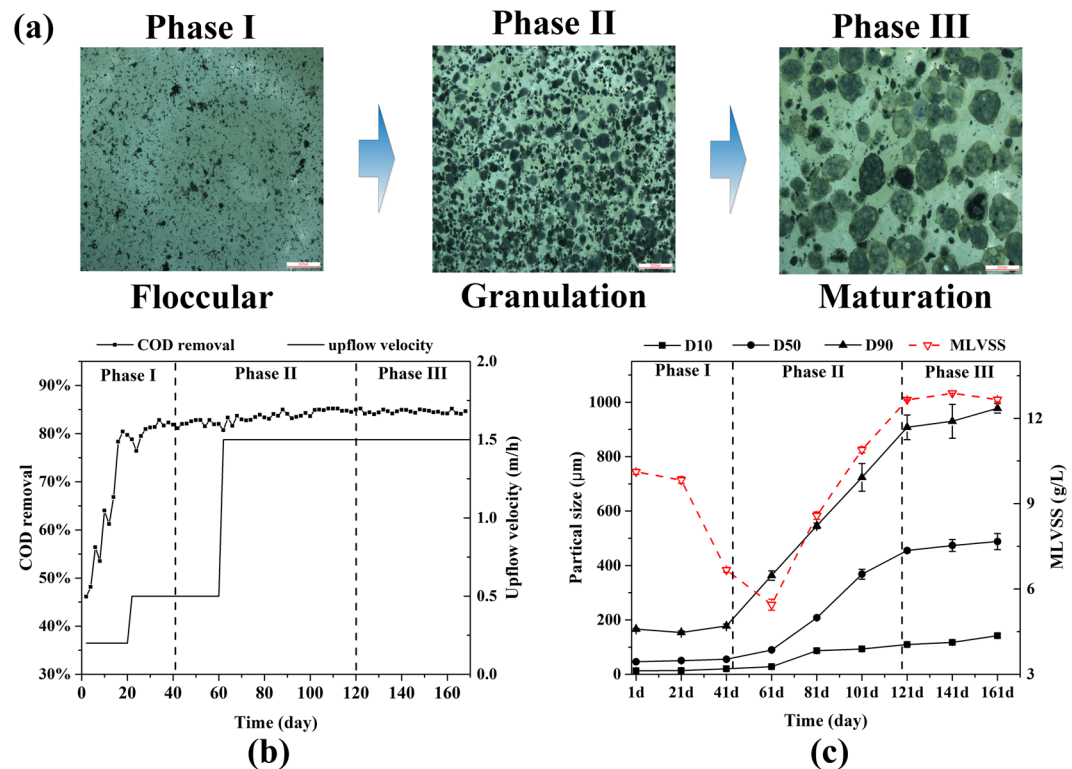 (a)
Phase I
Phase II
Phase III
Floccular
Granulation
Maturation
COD removal
upflow velocity
Phase I
Phase II
Phase III
90%
80%
70%
60%
50%
40%
30%
COD removal
2.0
1.5
1.0
0.5
0.0
Upflow velocity (m/h)
0 20 40 60 80 100 120 140 160
Time (day)
(b)
D10 D50 D90 MLVSS
Phase I
Phase II
Phase III
1000
800
600
400
200
0
Partical size (μm)
12
9
6
3
MLVSS (g/L)
1d 21d 41d 61d 81d 101d 121d 141d 161d
Time (day)
(c)